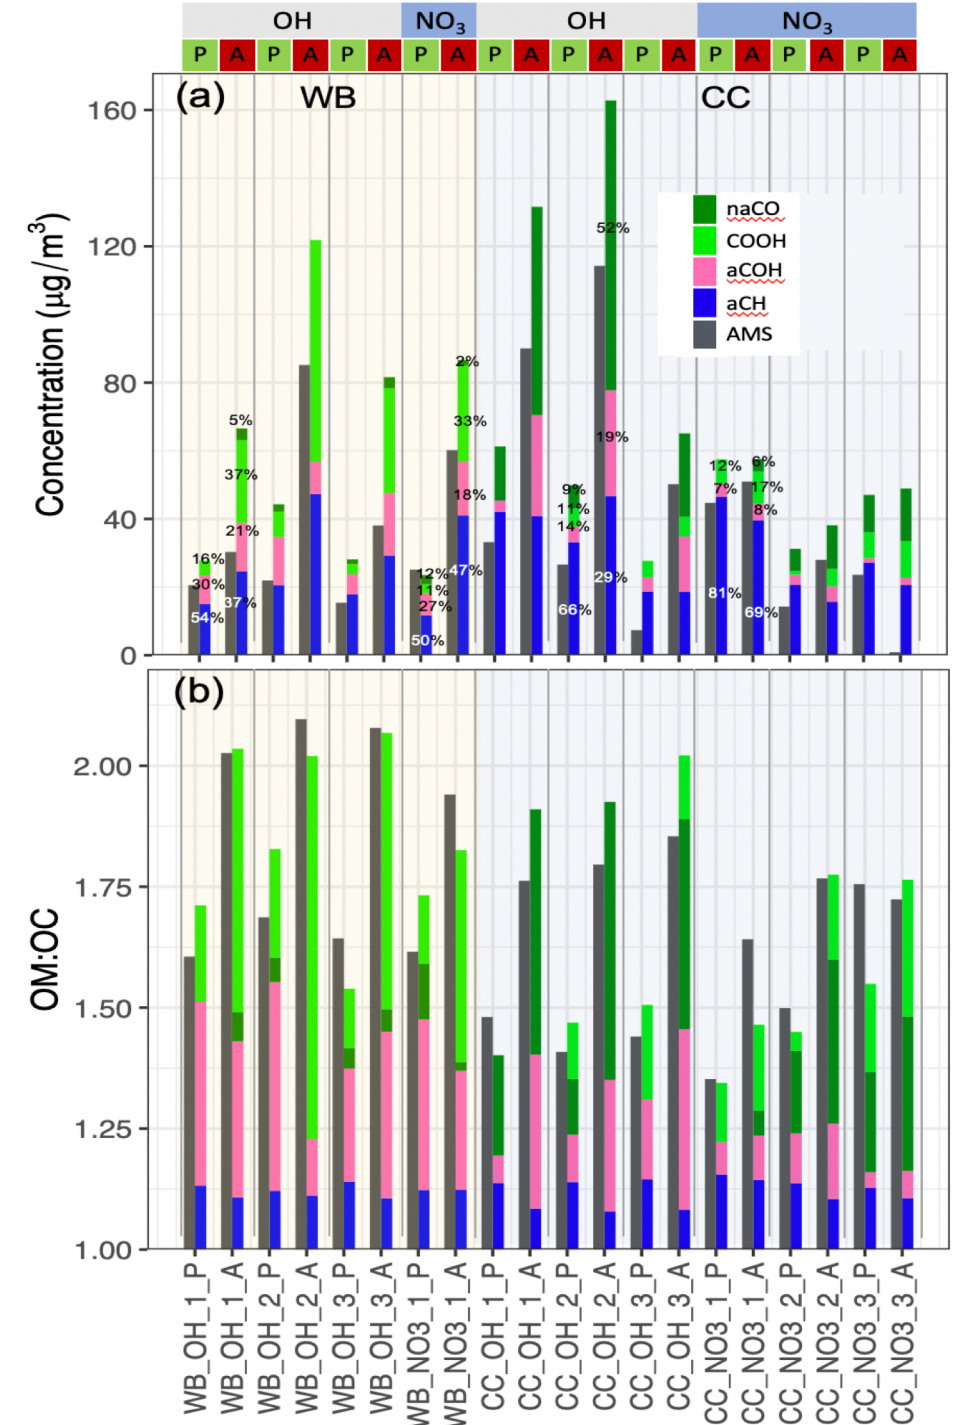 OH NO₃ OH NO₃
P A P A P A P A P A P A P A P A P A P A
(a) WB CC
Concentration (μg/m³)
160
120
80
40
0
naCO
COOH
aCOH
aCH
AMS
16%
30%
54%
5%
37%
21%
37%
12%
11%
27%
50%
2%
33%
18%
47%
9%
11%
14%
66%
52%
19%
29%
12%
7%
81%
6%
17%
8%
69%
(b)
OM:OC
2.00
1.75
1.50
1.25
1.00
WB_OH_1_P
WB_OH_1_A
WB_OH_2_P
WB_OH_2_A
WB_OH_3_P
WB_OH_3_A
WB_NO3_1_P
WB_NO3_1_A
CC_OH_1_P
CC_OH_1_A
CC_OH_2_P
CC_OH_2_A
CC_OH_3_P
CC_OH_3_A
CC_NO3_1_P
CC_NO3_1_A
CC_NO3_2_P
CC_NO3_2_A
CC_NO3_3_P
CC_NO3_3_A